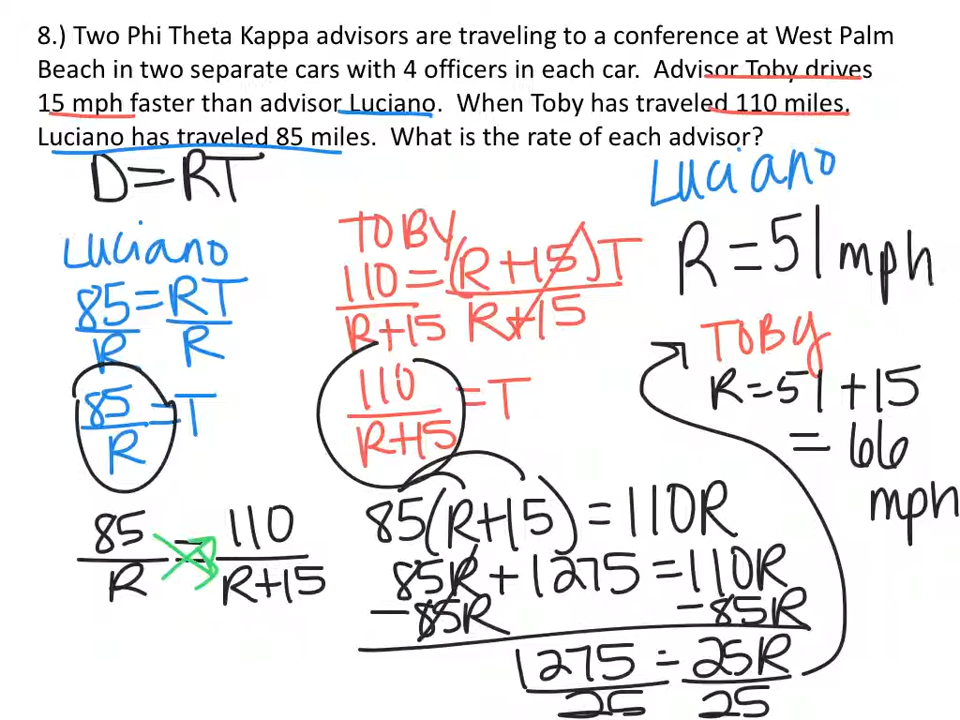 8.) Two Phi Theta Kappa advisors are traveling to a conference at West Palm
Beach in two separate cars with 4 officers in each car. Advisor Toby drives
15 mph faster than advisor Luciano. When Toby has traveled 110 miles,
Luciano has traveled 85 miles. What is the rate of each advisor?
D=RT
Luciano
85=RT
R R
85=T
R
TOBY
110=(R+15)T
R+15 R+15
110=T
R+15
85=110
R R+15
85(R+15)=110R
85R+1275=110R
-85R -85R
1275=25R
25 25
Luciano
R=51mph
TOBY
R=51+15
=66
mph